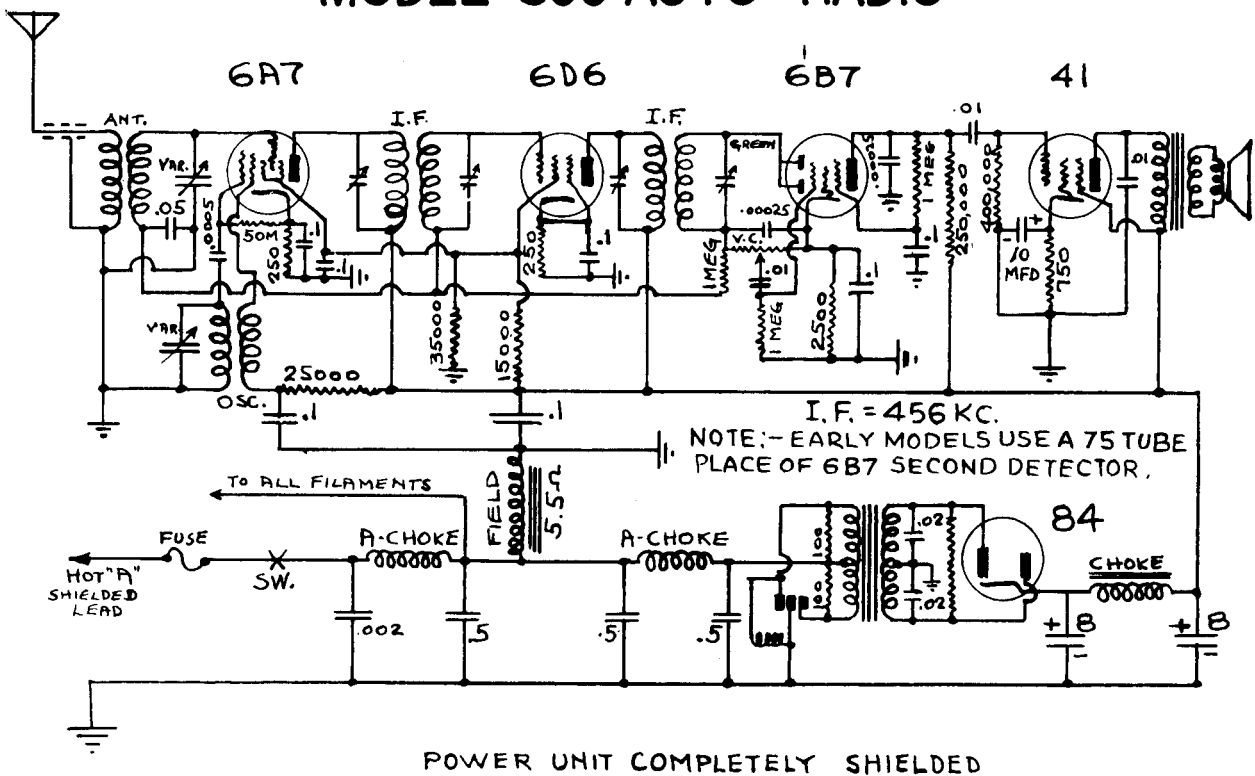 6A7
6D6
6B7
41
ANT.
I.F.
I.F.
.01
VAR.
GREEN
.00025
1 MEG
250,000
400,000
.01
.05
.0005
50M
250
.1
.1
250
.1
.00025
V.C.
1 MEG
.01
.1
.1
10
MFD
750
VAR.
35000
15000
1 MEG
2500
25000
OSC.
.1
.1
I.F. = 456 KC.
NOTE:- EARLY MODELS USE A 75 TUBE
PLACE OF 6B7 SECOND DETECTOR.
TO ALL FILAMENTS
FIELD
5.5Ω
84
FUSE
A-CHOKE
A-CHOKE
100
100
.02
.02
CHOKE
HOT "A"
SHIELDED
LEAD
SW.
.002
.5
.5
.5
+ 8
-
+ 8
-
POWER UNIT COMPLETELY SHIELDED